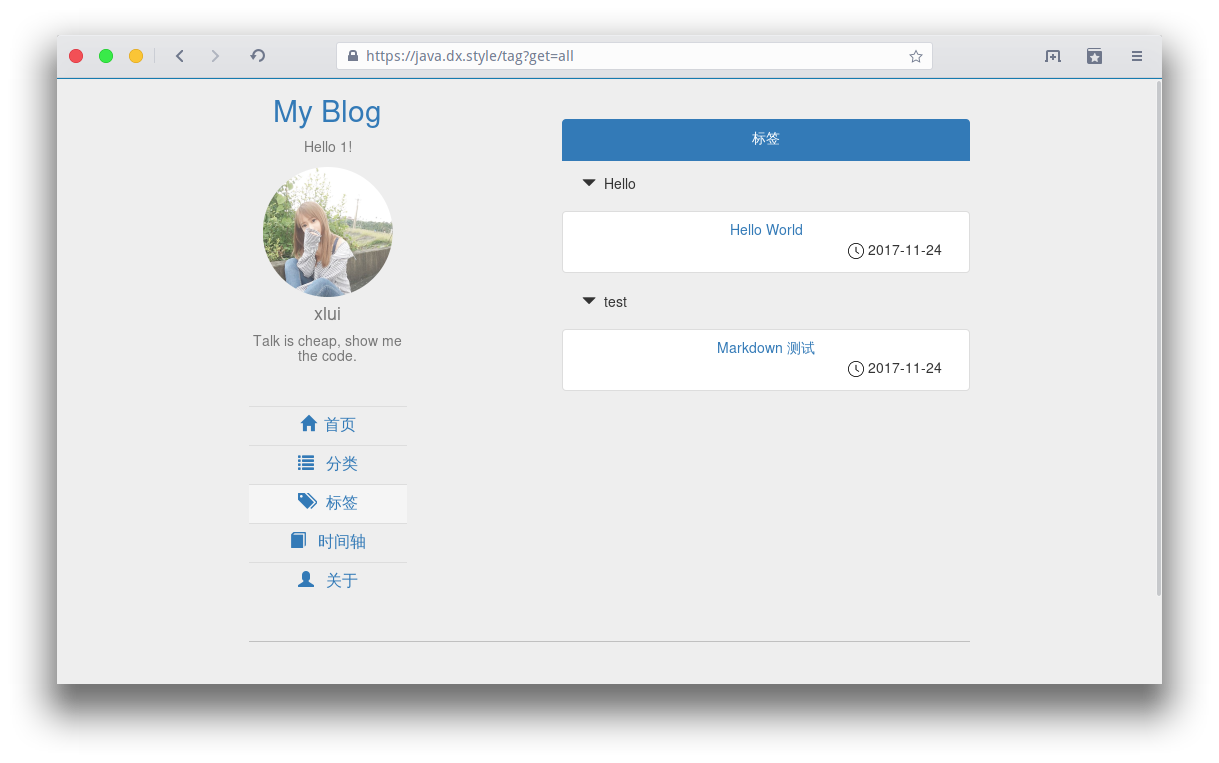 https://java.dx.style/tag?get=all
My Blog
Hello 1!
xlui
Talk is cheap, show me
the code.
首页
分类
标签
时间轴
关于
标签
Hello
Hello World
2017-11-24
test
Markdown 测试
2017-11-24